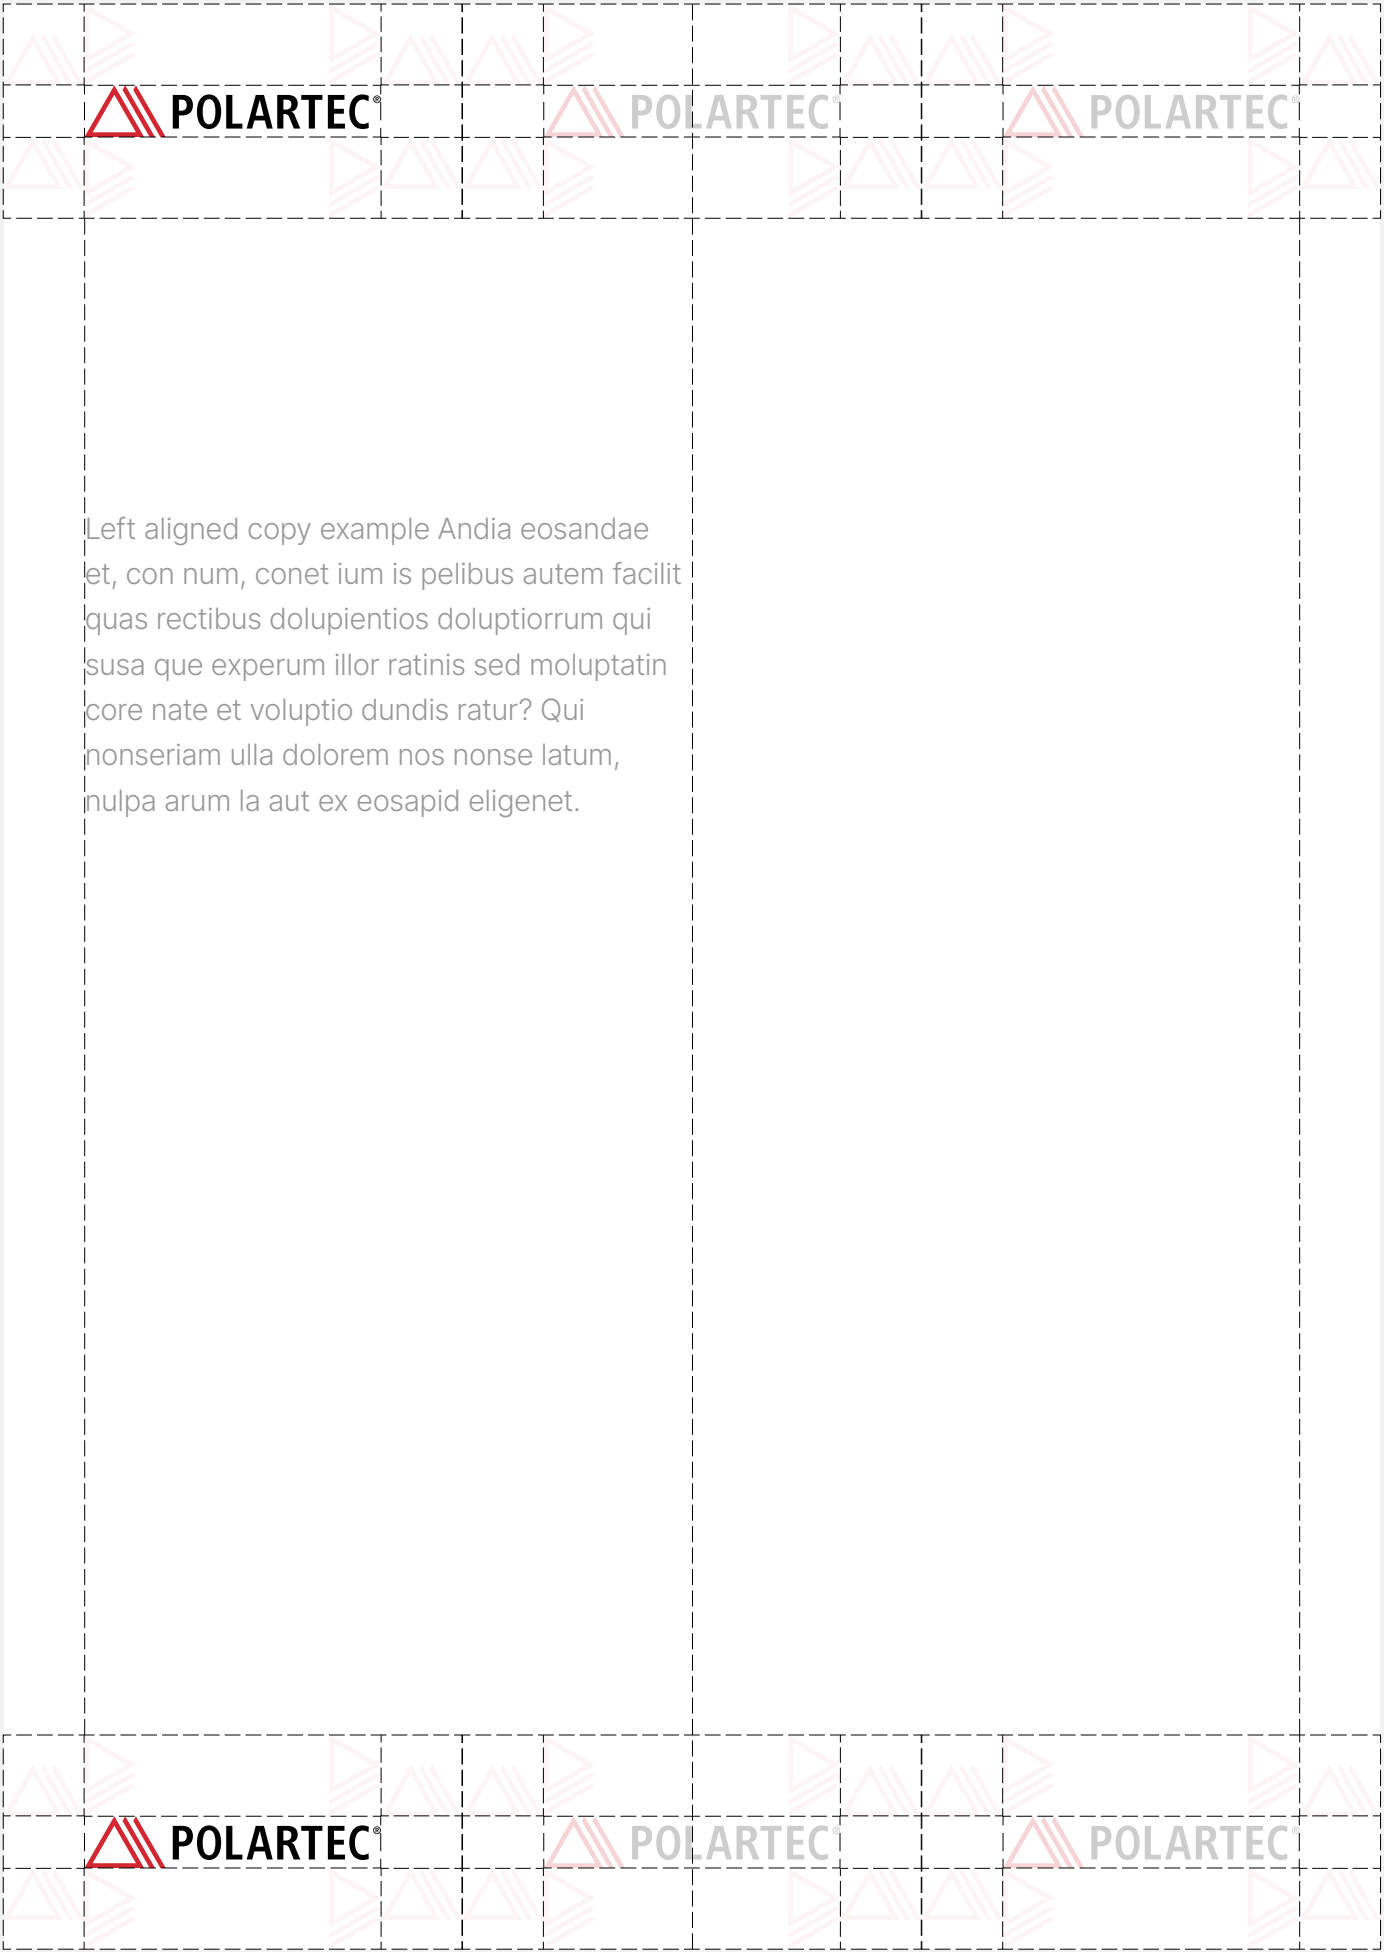 POLARTEC® POLARTEC® POLARTEC®
Left aligned copy example Andia eosandae
et, con num, conet ium is pelibus autem facilit
quas rectibus dolupientios doluptiorrum qui
susa que experum illor ratinis sed moluptatin
core nate et voluptio dundis ratur? Qui
nonseriam ulla dolorem nos nonse latum,
nulpa arum la aut ex eosapid eligenet.
POLARTEC® POLARTEC® POLARTEC®